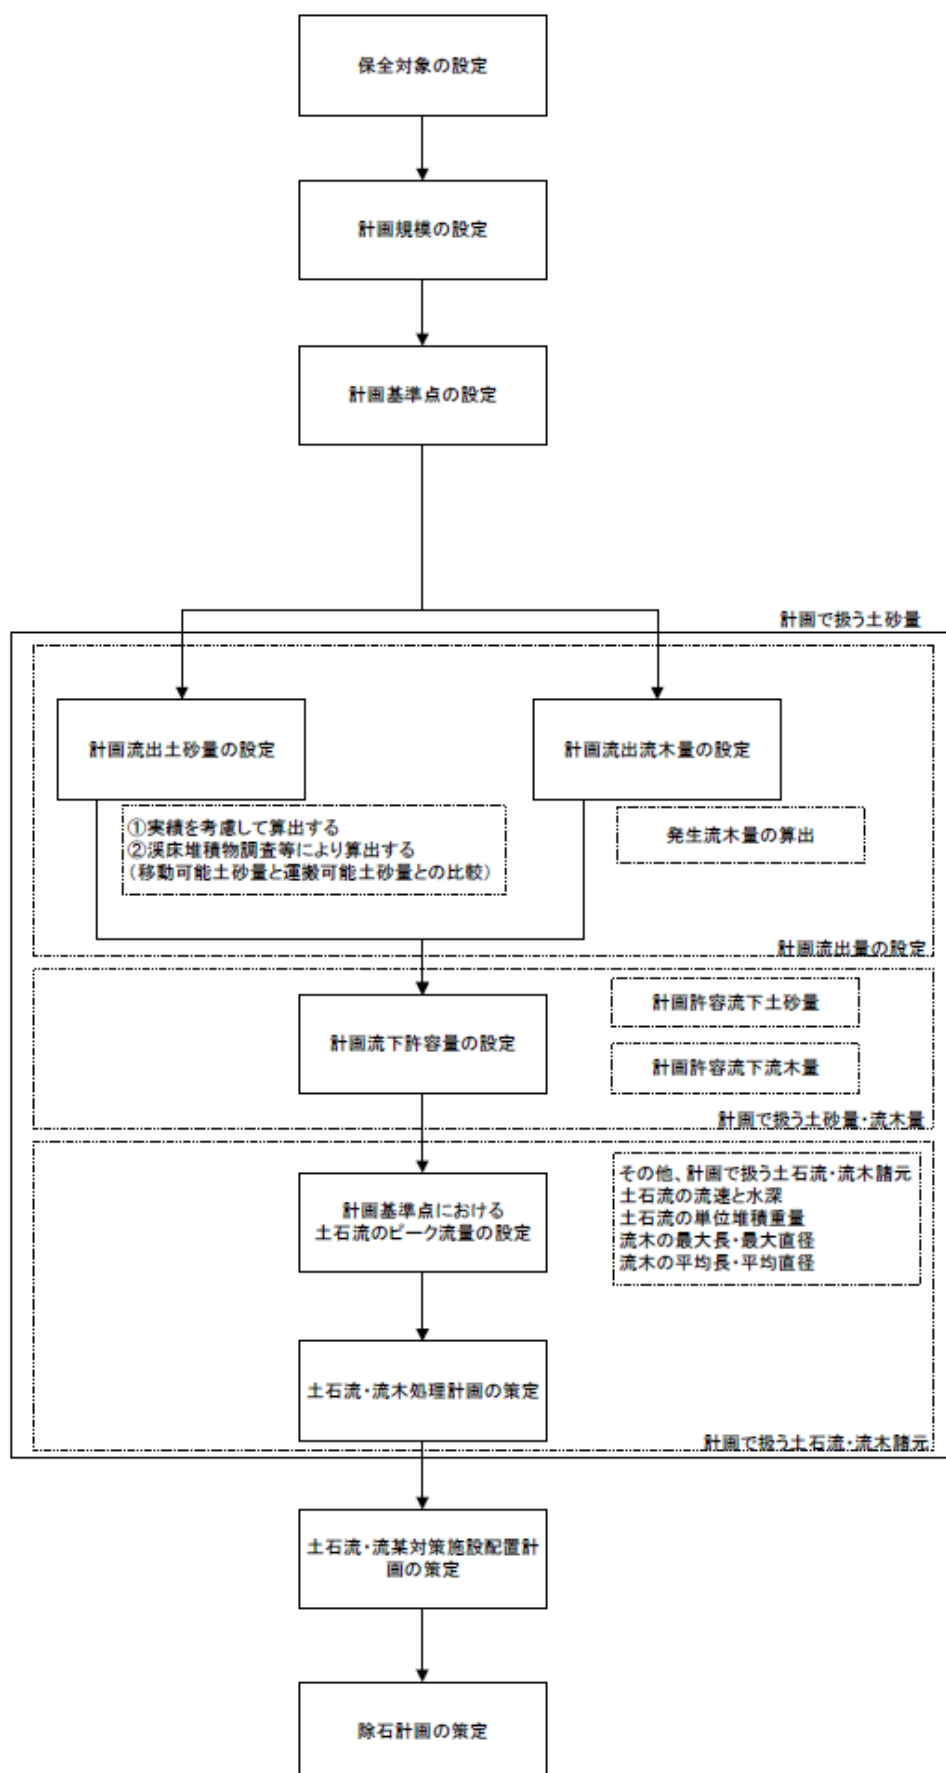 保全対象の設定
計画規模の設定
計画基準点の設定
計画で扱う土砂量
計画流出土砂量の設定
計画流出流木量の設定
①実績を考慮して算出する
②渓床堆積物調査等により算出する
(移動可能土砂量と運搬可能土砂量との比較)
発生流木量の算出
計画流出量の設定
計画流下許容量の設定
計画許容流下土砂量
計画許容流下流木量
計画で扱う土砂量・流木量
計画基準点における
土石流のピーク流量の設定
その他、計画で扱う土石流・流木諸元
土石流の流速と水深
土石流の単位堆積重量
流木の最大長・最大直径
流木の平均長・平均直径
土石流・流木処理計画の策定
計画で扱う土石流・流木諸元
土石流・流某対策施設配置計
画の策定
除石計画の策定